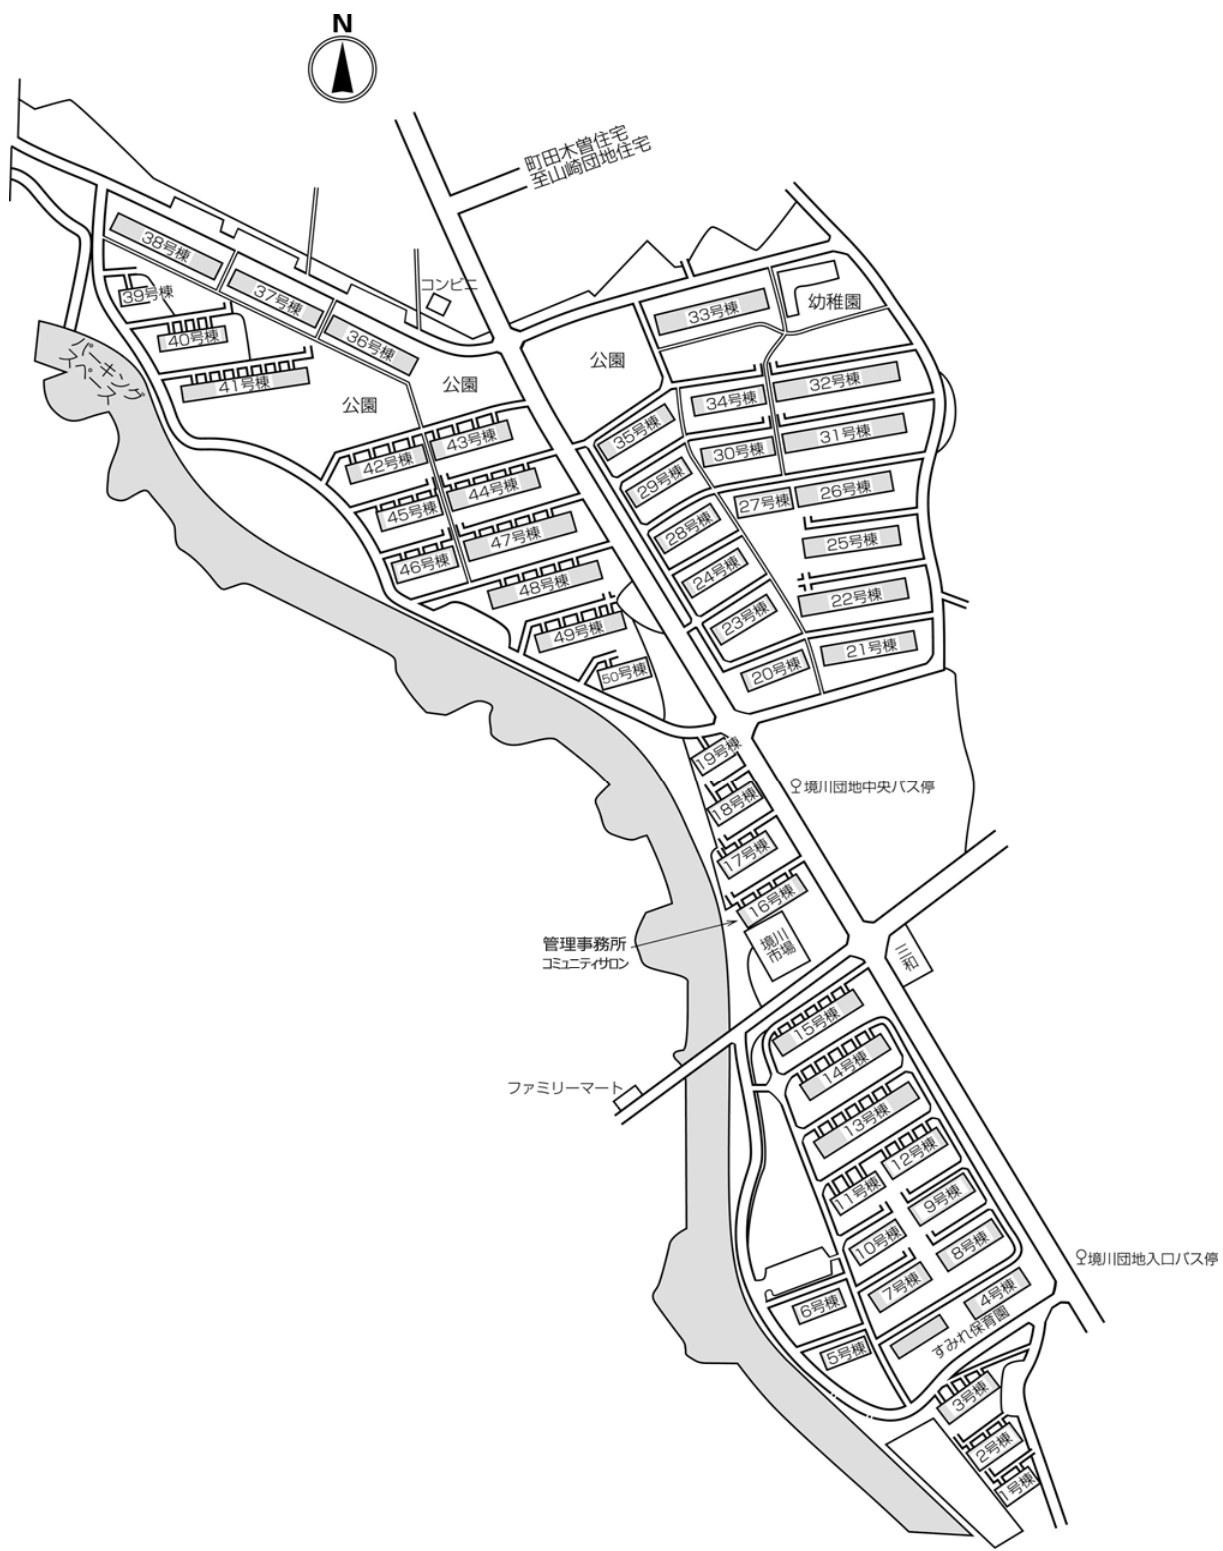 N
町田木曽住宅
至山崎団地住宅
38号棟
37号棟
36号棟
39号棟
40号棟
41号棟
コンビニ
パーキング
スペース
公園
公園
公園
幼稚園
33号棟
32号棟
34号棟
31号棟
35号棟
30号棟
29号棟
27号棟
26号棟
28号棟
25号棟
24号棟
22号棟
23号棟
21号棟
20号棟
43号棟
42号棟
44号棟
45号棟
47号棟
46号棟
48号棟
49号棟
50号棟
19号棟
境川団地中央バス停
18号棟
17号棟
16号棟
管理事務所
コミュニティサロン
境川
市場
三和
15号棟
14号棟
ファミリーマート
13号棟
12号棟
11号棟
9号棟
10号棟
8号棟
境川団地入口バス停
7号棟
4号棟
6号棟
すみれ保育園
5号棟
3号棟
2号棟
1号棟